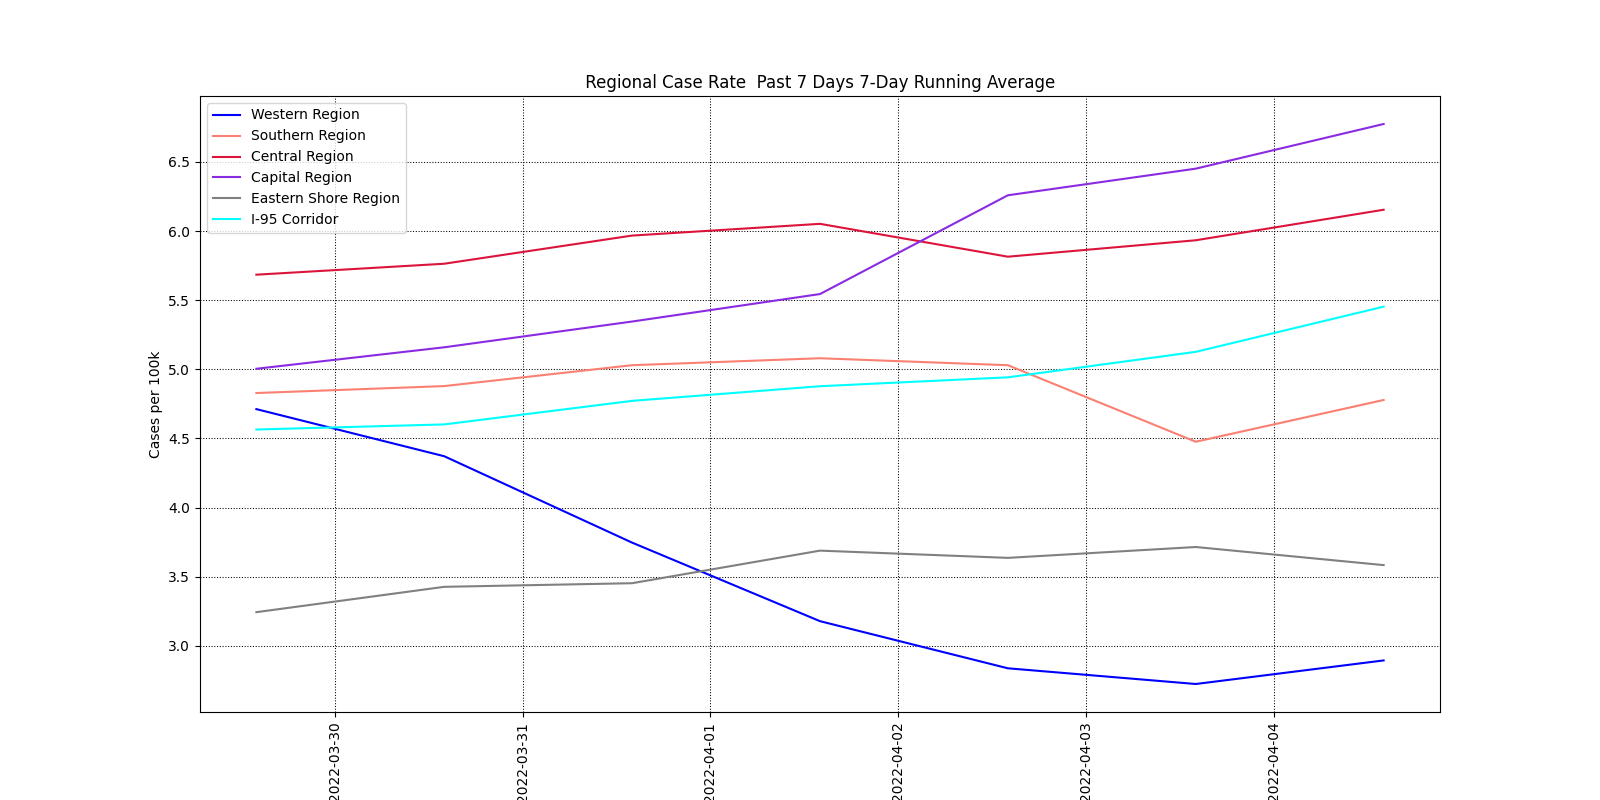 Regional Case Rate  Past 7 Days 7-Day Running Average
Western Region
Southern Region
Central Region
Capital Region
Eastern Shore Region
I-95 Corridor
Cases per 100k
6.5
6.0
5.5
5.0
4.5
4.0
3.5
3.0
2022-03-30
2022-03-31
2022-04-01
2022-04-02
2022-04-03
2022-04-04